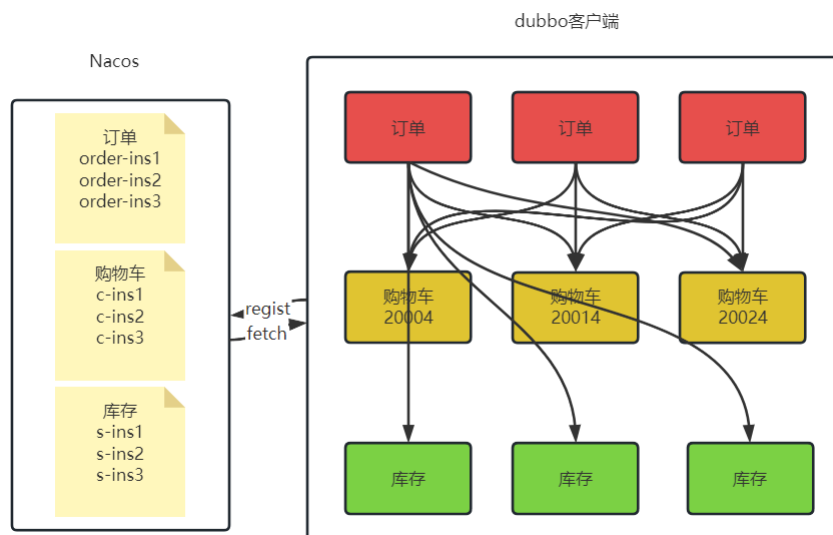 dubbo客户端
Nacos
订单
order-ins1
order-ins2
order-ins3
购物车
c-ins1
c-ins2
c-ins3
库存
s-ins1
s-ins2
s-ins3
regist
fetch
订单
订单
订单
购物车
20004
购物车
20014
购物车
20024
库存
库存
库存